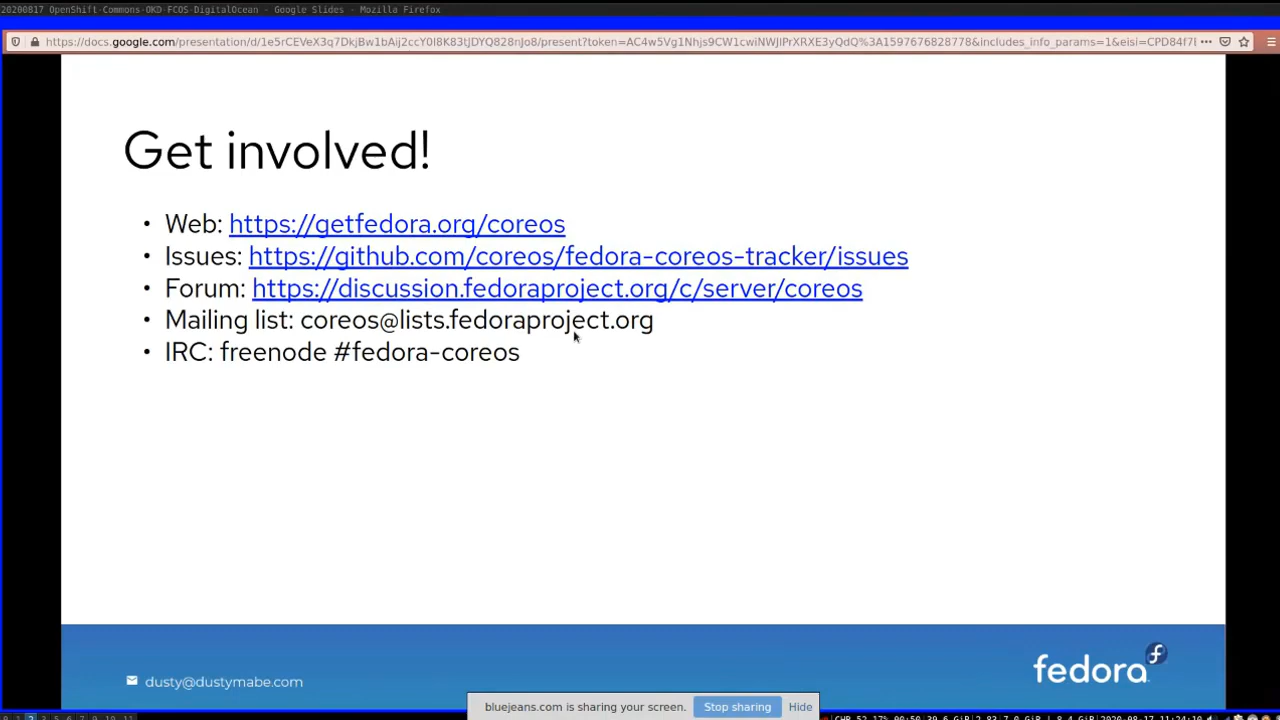 20200817 OpenShift-Commons-OKD-FCOS-DigitalOcean - Google Slides - Mozilla Firefox
Get involved!
• Web: https://getfedora.org/coreos
• Issues: https://github.com/coreos/fedora-coreos-tracker/issues
• Forum: https://discussion.fedoraproject.org/c/server/coreos
• Mailing list: coreos@lists.fedoraproject.org
• IRC: freenode #fedora-coreos
dusty@dustymabe.com
fedora
bluejeans.com is sharing your screen. Stop sharing Hide